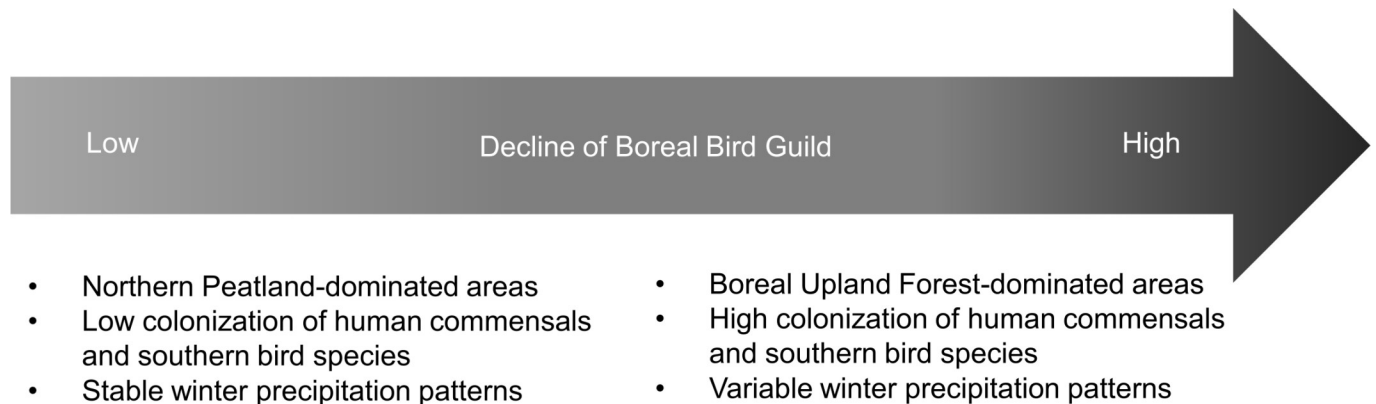 Low Decline of Boreal Bird Guild High
• Northern Peatland-dominated areas
• Low colonization of human commensals
and southern bird species
• Stable winter precipitation patterns
• Boreal Upland Forest-dominated areas
• High colonization of human commensals
and southern bird species
• Variable winter precipitation patterns